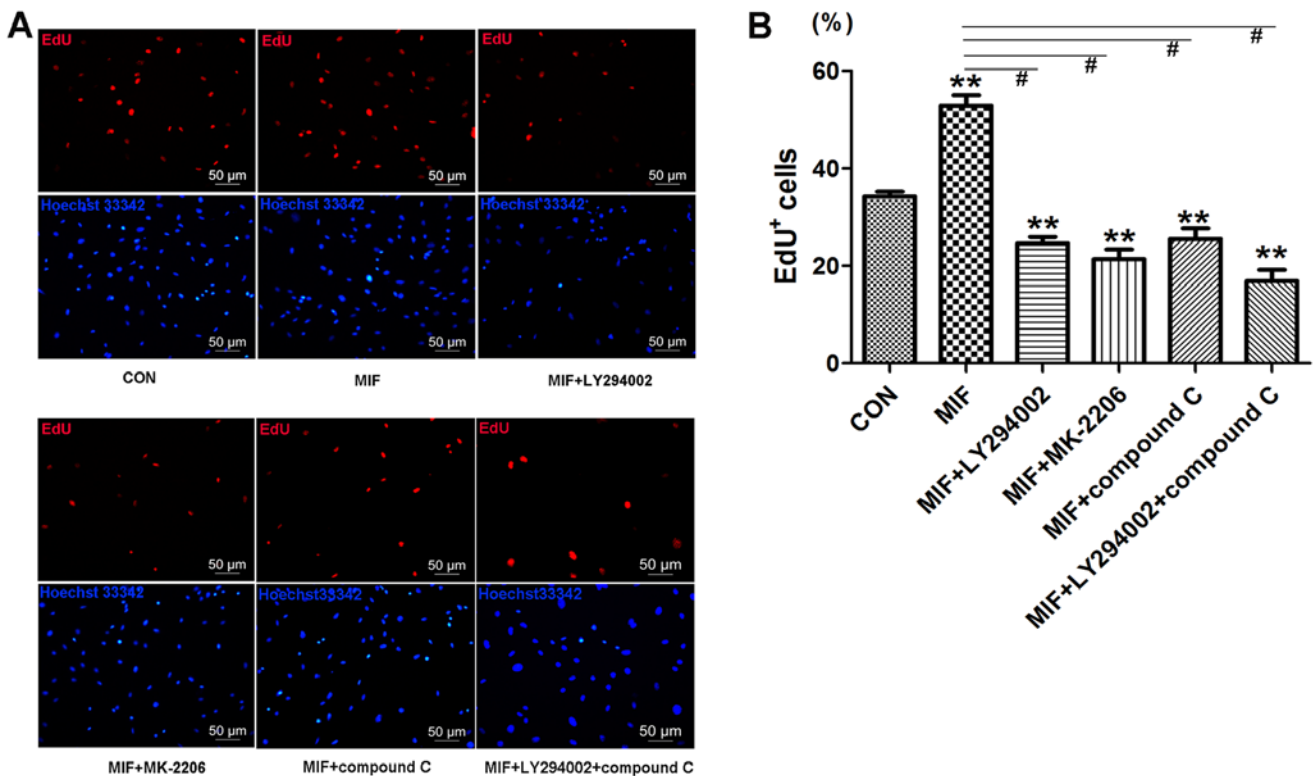 A
EdU EdU EdU
50 µm 50 µm 50 µm
Hoechst 33342 Hoechst 33342 Hoechst 33342
50 µm 50 µm 50 µm
CON MIF MIF+LY294002
EdU EdU EdU
50 µm 50 µm 50 µm
Hoechst 33342 Hoechst 33342 Hoechst33342
50 µm 50 µm 50 µm
MIF+MK-2206 MIF+compound C MIF+LY294002+compound C
B (%)
# # # #
EdU⁺ cells
60
40
20
0
** ** ** ** **
CON
MIF
MIF+LY294002
MIF+MK-2206
MIF+compound C
MIF+LY294002+compound C